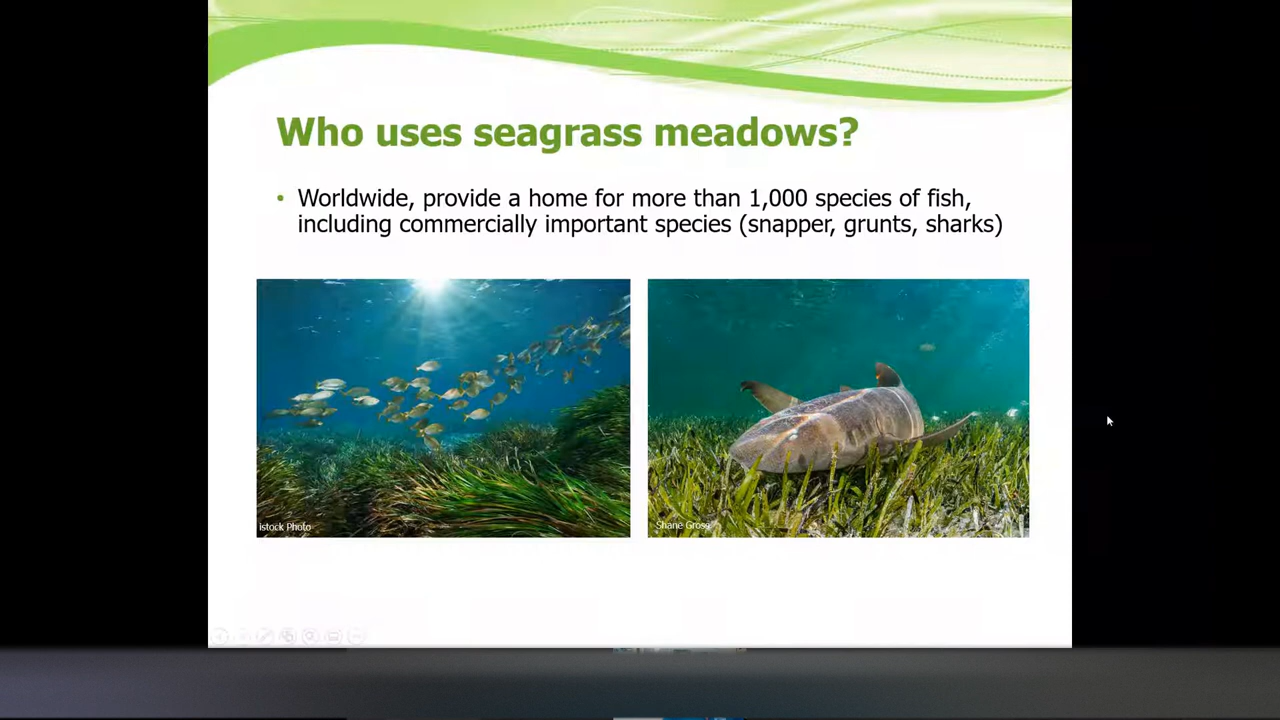 Who uses seagrass meadows?
• Worldwide, provide a home for more than 1,000 species of fish,
including commercially important species (snapper, grunts, sharks)
istock Photo
Shane Gross